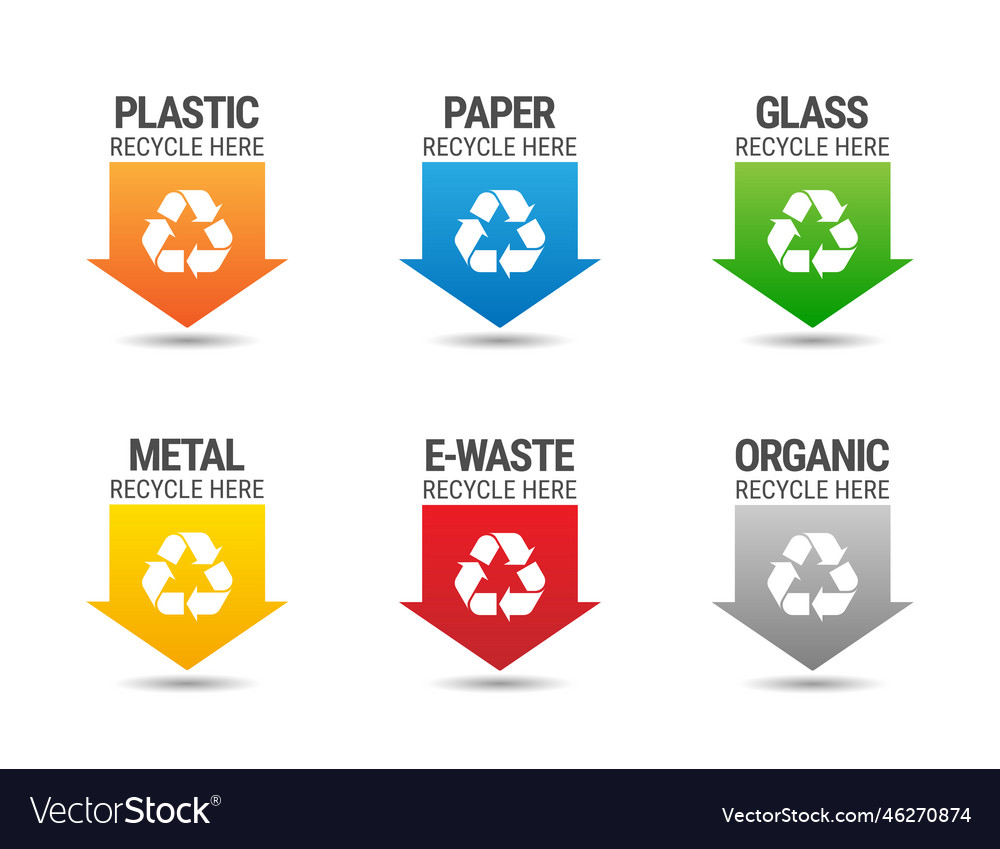 PLASTIC
RECYCLE HERE
PAPER
RECYCLE HERE
GLASS
RECYCLE HERE
METAL
RECYCLE HERE
E-WASTE
RECYCLE HERE
ORGANIC
RECYCLE HERE
VectorStock®
VectorStock.com/46270874